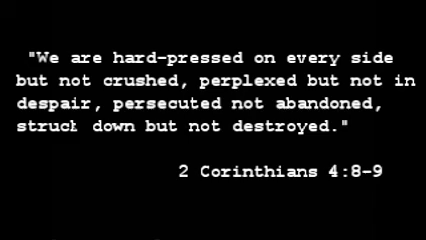 "We are hard-pressed on every side
but not crushed, perplexed but not in
despair, persecuted not abandoned,
struck down but not destroyed."
2 Corinthians 4:8-9